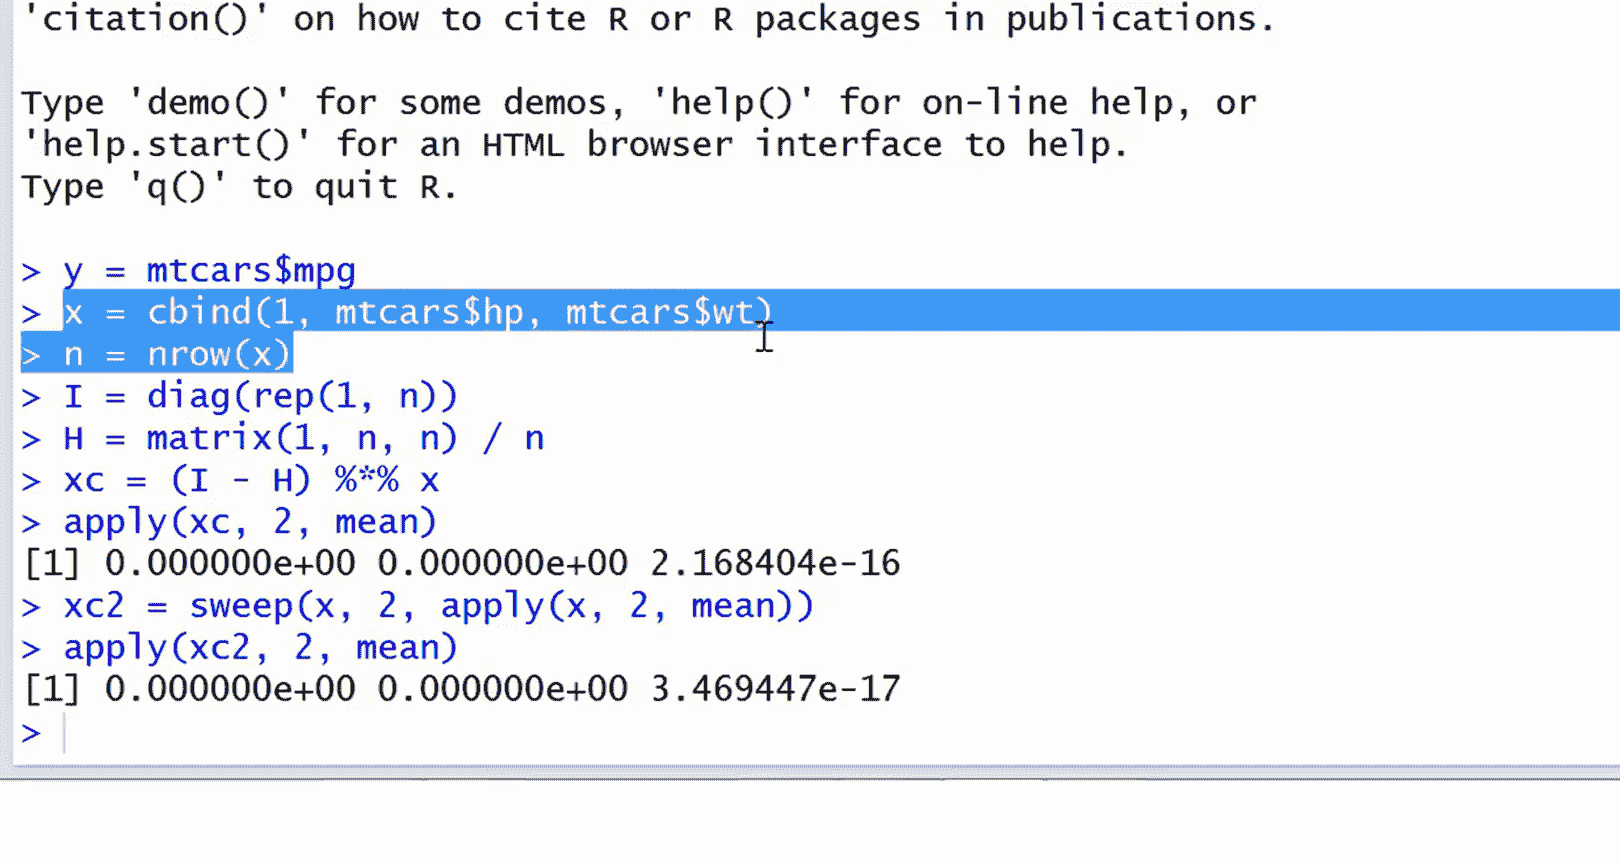 'citation()' on how to cite R or R packages in publications.
Type 'demo()' for some demos, 'help()' for on-line help, or
'help.start()' for an HTML browser interface to help.
Type 'q()' to quit R.
> y = mtcars$mpg
> x = cbind(1, mtcars$hp, mtcars$wt)
> n = nrow(x)
> I = diag(rep(1, n))
> H = matrix(1, n, n) / n
> xc = (I - H) %*% x
> apply(xc, 2, mean)
[1] 0.000000e+00 0.000000e+00 2.168404e-16
> xc2 = sweep(x, 2, apply(x, 2, mean))
> apply(xc2, 2, mean)
[1] 0.000000e+00 0.000000e+00 3.469447e-17
>